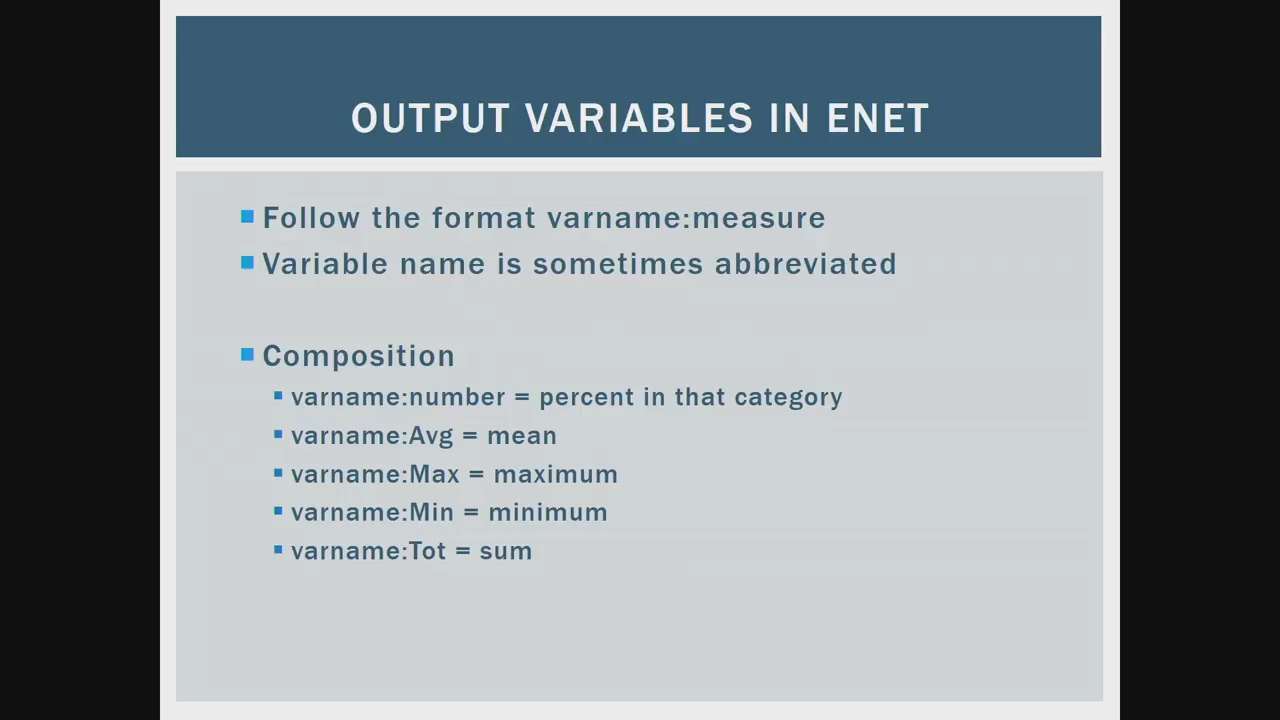 OUTPUT VARIABLES IN ENET
Follow the format varname:measure
Variable name is sometimes abbreviated
Composition
varname:number = percent in that category
varname:Avg = mean
varname:Max = maximum
varname:Min = minimum
varname:Tot = sum